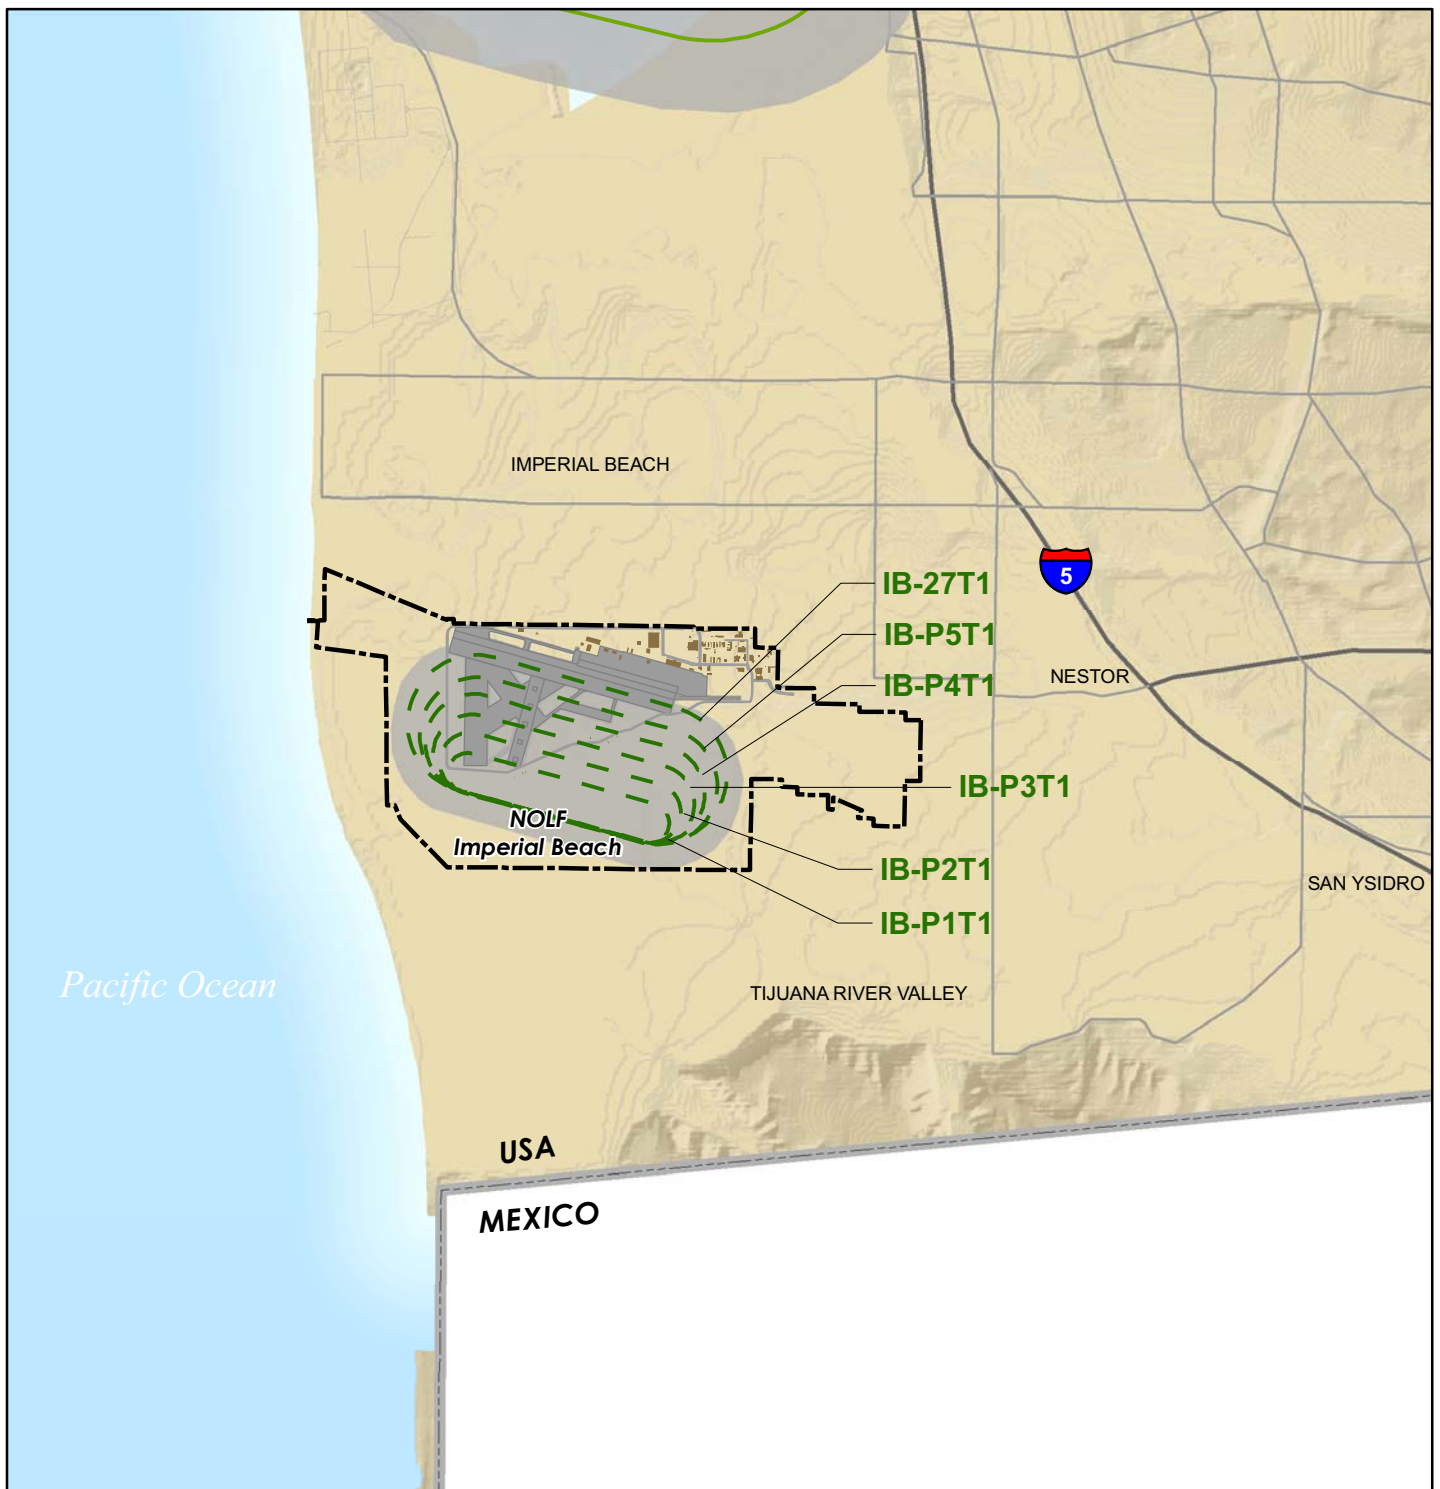 IMPERIAL BEACH
IB-27T1
5
IB-P5T1
NESTOR
IB-P4T1
IB-P3T1
NOLF
Imperial Beach
IB-P2T1
SAN YSIDRO
IB-P1T1
Pacific Ocean
TIJUANA RIVER VALLEY
USA
MEXICO